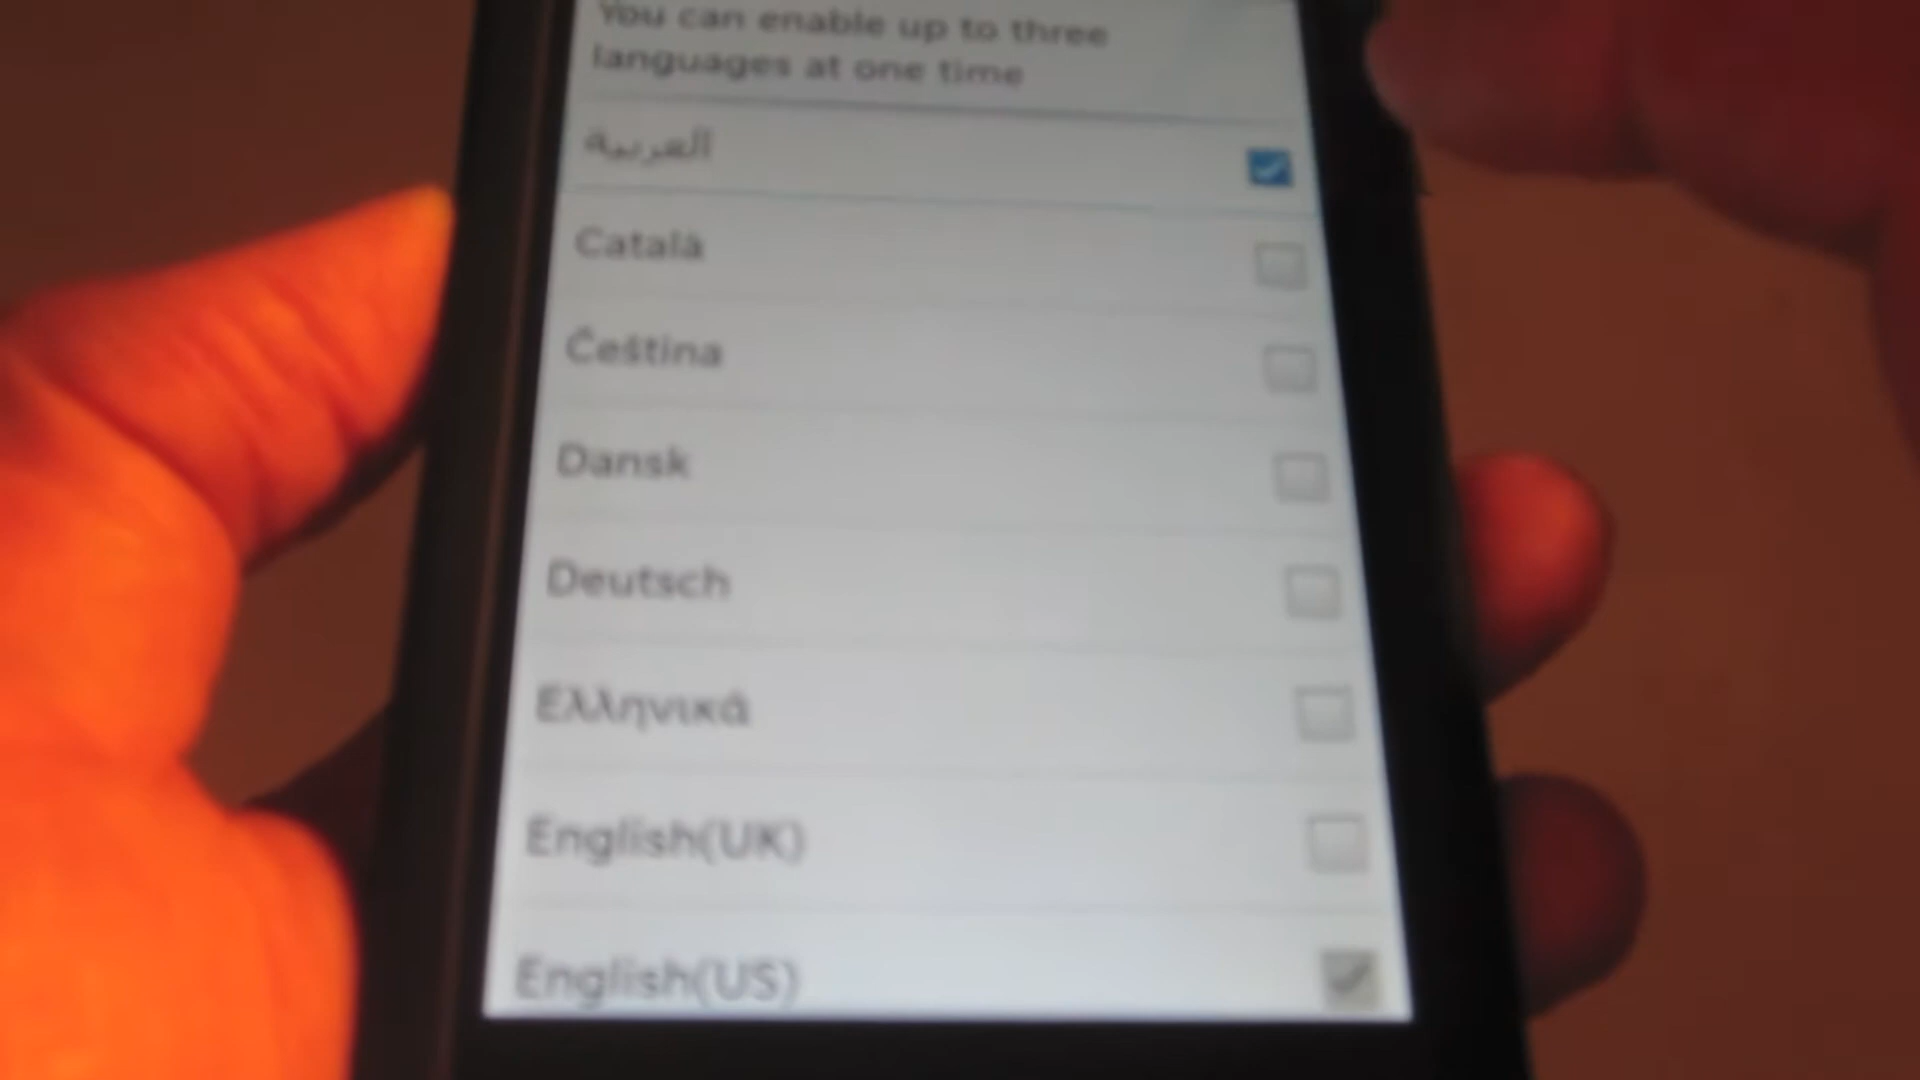 You can enable up to three
languages at one time
العربية
Català
Čeština
Dansk
Deutsch
Ελληνικά
English(UK)
English(US)